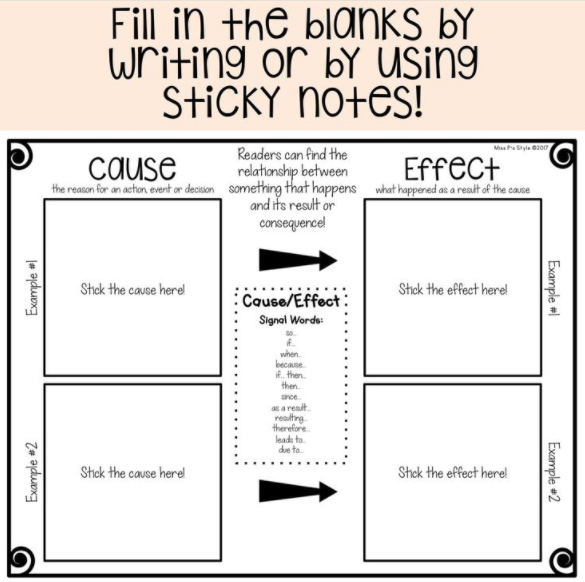 Fill in the blanks by
writing or by using
sticky notes!
Miss P's Style ©2017
Cause
the reason for an action, event or decision
Readers can find the
relationship between
something that happens
and its result or
consequence!
Effect
what happened as a result of the cause
Example #1
Stick the cause here!
Stick the effect here!
Example #1
Cause/Effect
Signal Words:
so...
if...
when...
because...
if... then...
then...
since...
as a result...
resulting...
therefore...
leads to...
due to...
Example #2
Stick the cause here!
Stick the effect here!
Example #2